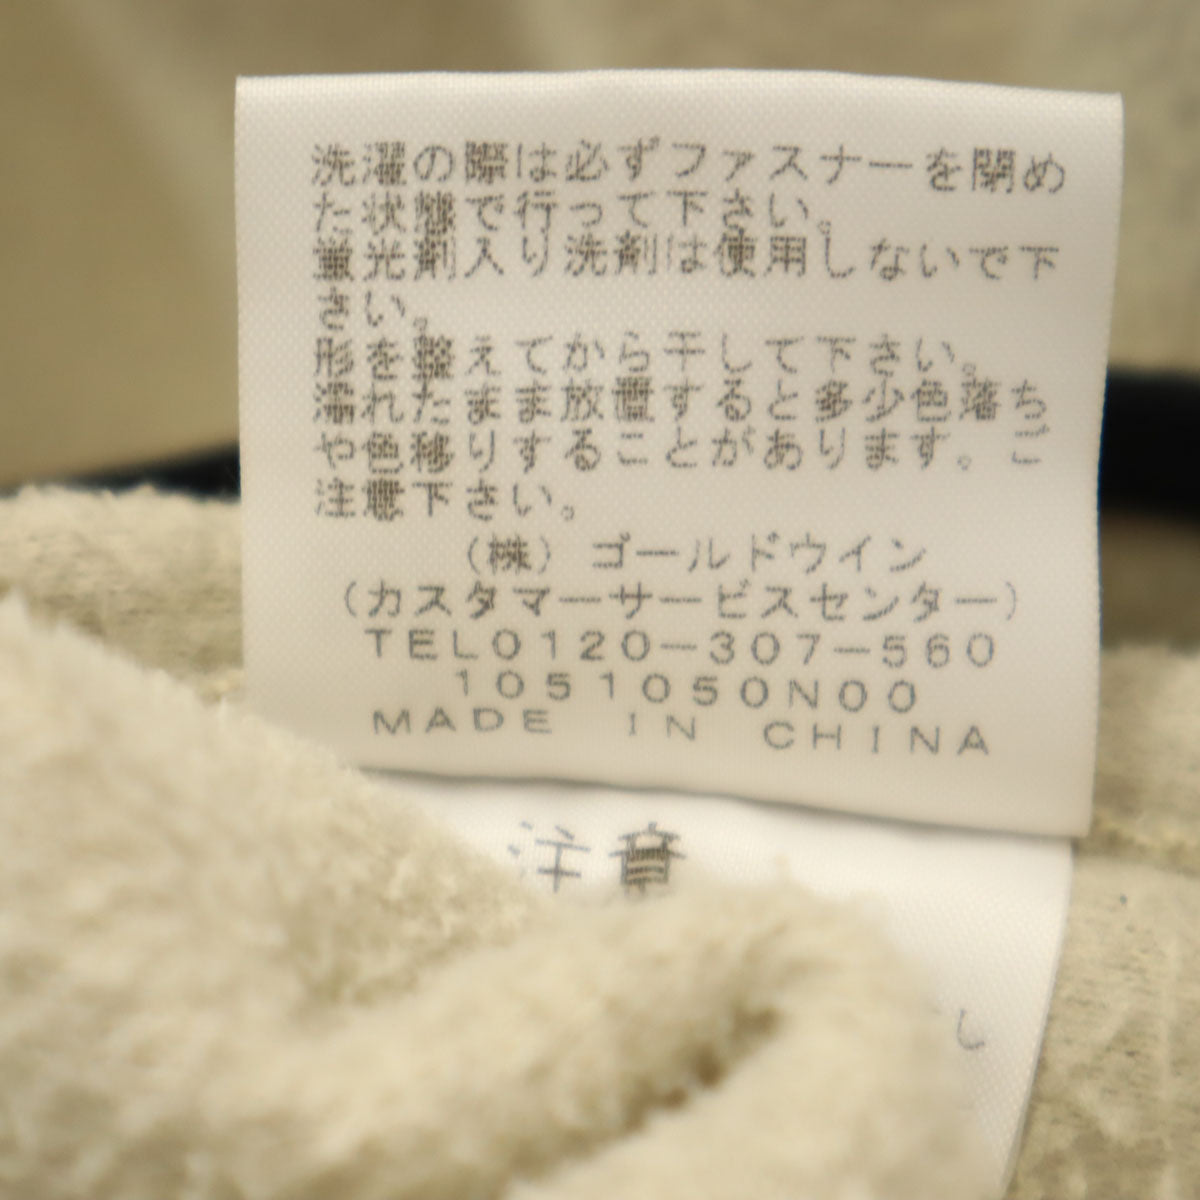 洗濯の際は必ずファスナーを閉め
た状態で行って下さい。
蛍光剤入り洗剤は使用しないで下
さい。
形を整えてから干して下さい。
濡れたまま放置すると多少色落ち
や色移りすることがあります。ご
注意下さい。
(株) ゴールドウイン
(カスタマーサービスセンター)
TEL0120-307-560
1051050N00
MADE IN CHINA
注意
し